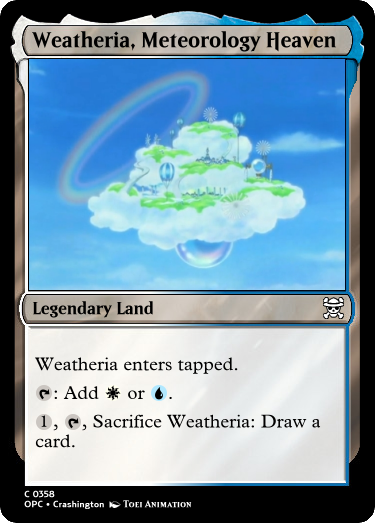 Weatheria, Meteorology Heaven
Legendary Land
Weatheria enters tapped.
: Add or .
1, , Sacrifice Weatheria: Draw a
card.
C 0358
OPC • Crashington TOEI ANIMATION